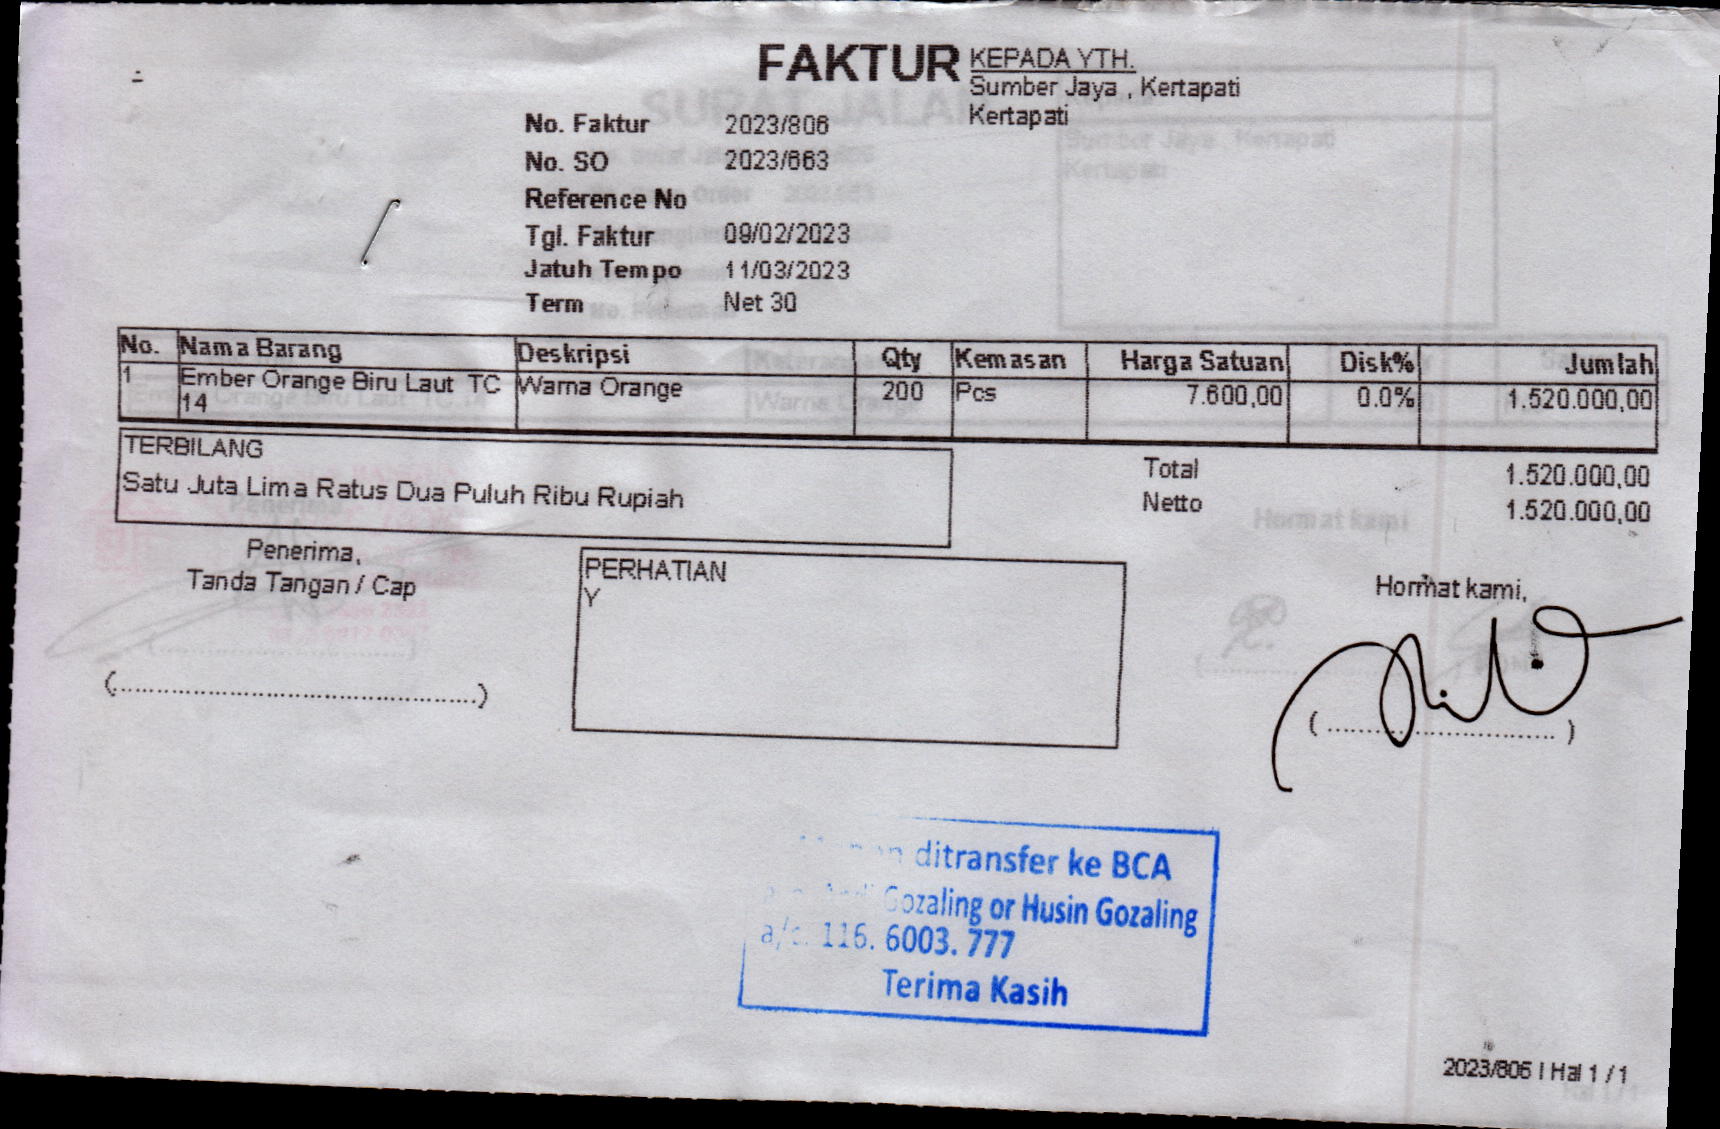 FAKTUR
KEPADA YTH.
Sumber Jaya , Kertapati
Kertapati
No. Faktur 2023/806
No. SO 2023/663
Reference No
Tgl. Faktur 09/02/2023
Jatuh Tempo 11/03/2023
Term Net 30
No. Nama Barang Deskripsi Qty Kemasan Harga Satuan Disk% Jumlah
1 Ember Orange Biru Laut TC Warna Orange 200 Pcs 7.600,00 0.0% 1.520.000,00
14
TERBILANG
Satu Juta Lima Ratus Dua Puluh Ribu Rupiah
Total 1.520.000,00
Netto 1.520.000,00
Penerima,
Tanda Tangan / Cap
(..................................................)
PERHATIAN
Y
Hormat kami,
( ................................ )
ditransfer ke BCA
Gozaling or Husin Gozaling
a/c. 116. 6003. 777
Terima Kasih
2023/806 | Hal 1 / 1